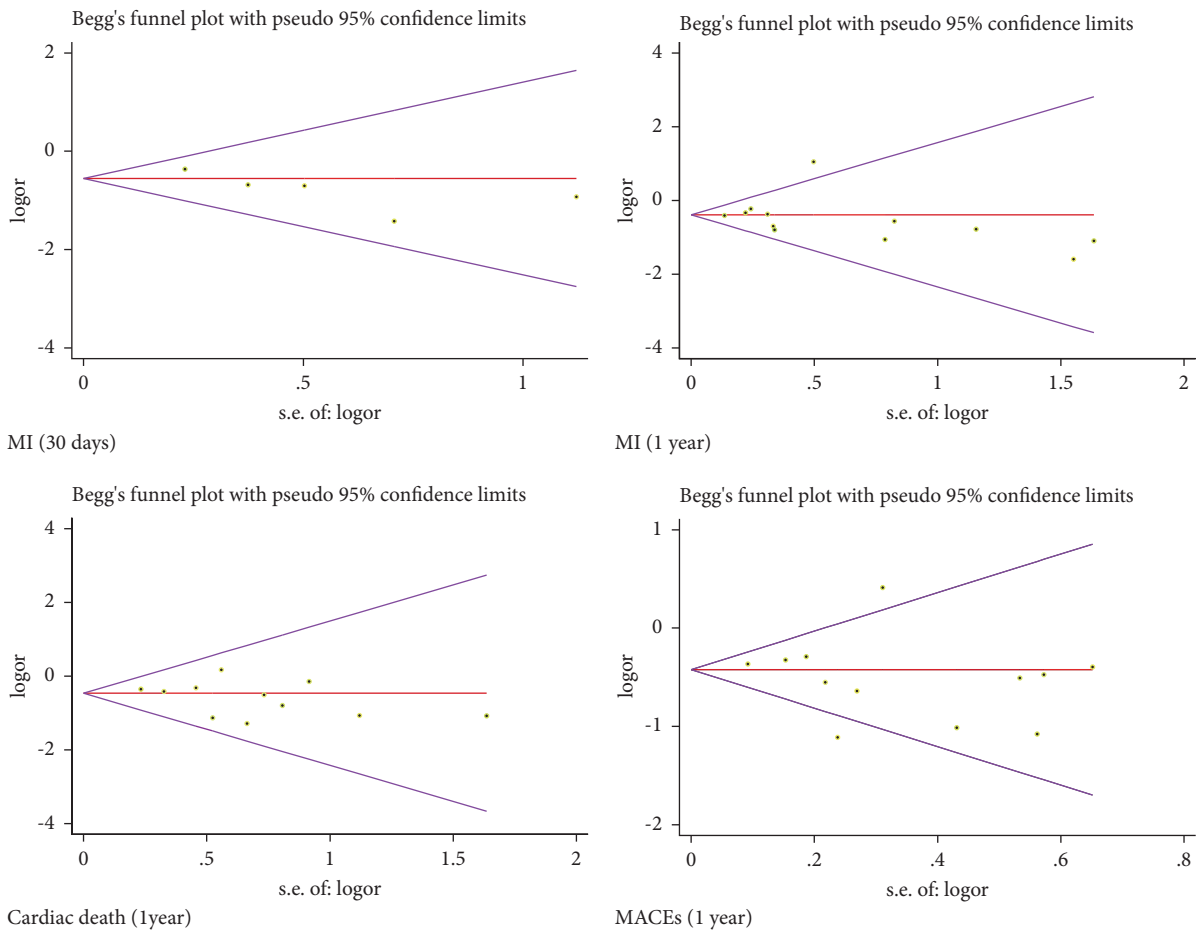 Begg's funnel plot with pseudo 95% confidence limits
2
0
-2
-4
logor
0
.5
1
s.e. of: logor
MI (30 days)
Begg's funnel plot with pseudo 95% confidence limits
4
2
0
-2
-4
logor
0
.5
1
1.5
2
s.e. of: logor
MI (1 year)
Begg's funnel plot with pseudo 95% confidence limits
4
2
0
-2
-4
logor
0
.5
1
1.5
2
s.e. of: logor
Cardiac death (1year)
Begg's funnel plot with pseudo 95% confidence limits
1
0
-1
-2
logor
0
.2
.4
.6
.8
s.e. of: logor
MACEs (1 year)